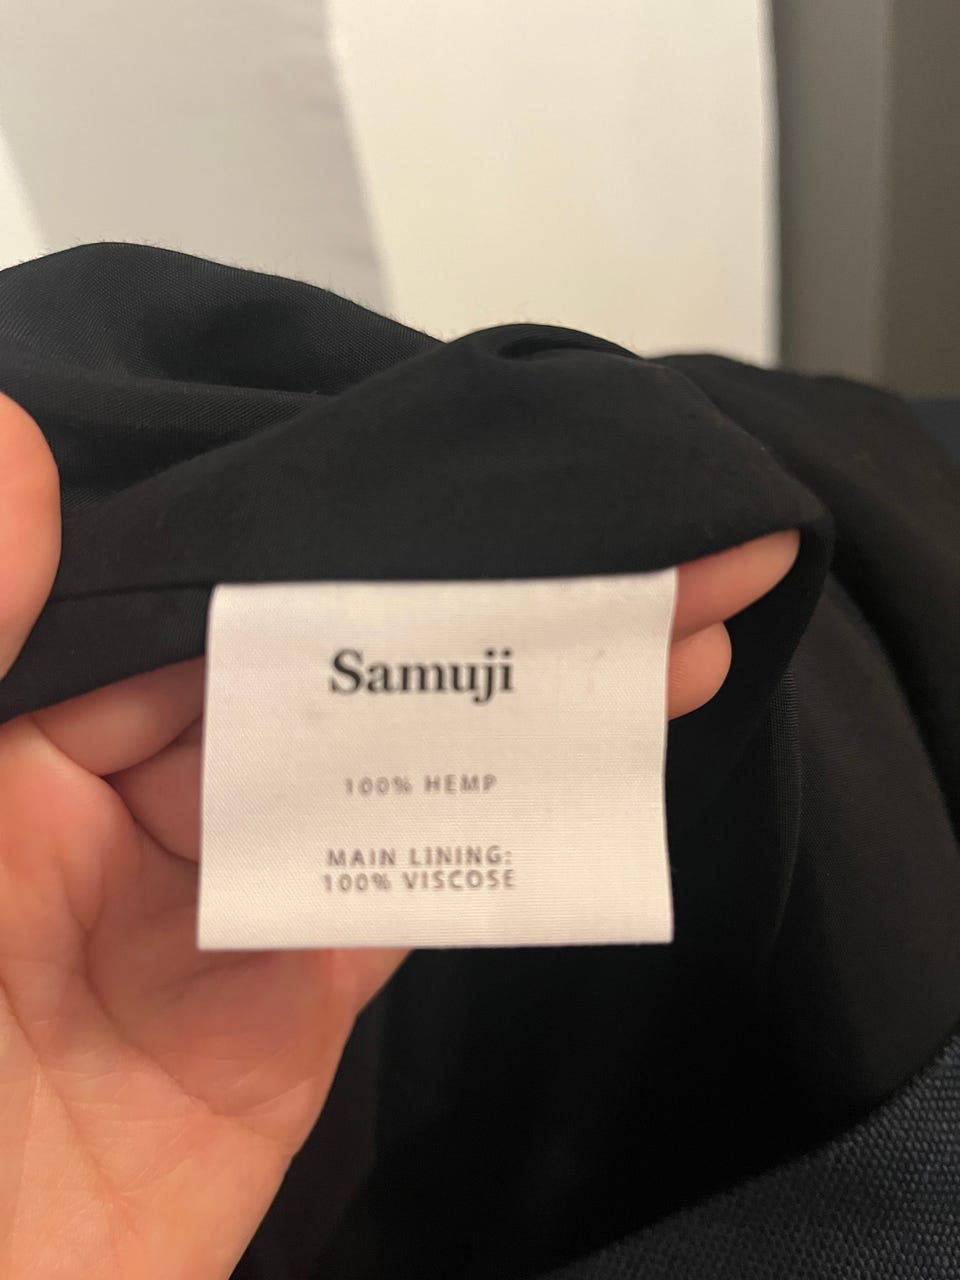 Samuji
100% HEMP
MAIN LINING:
100% VISCOSE